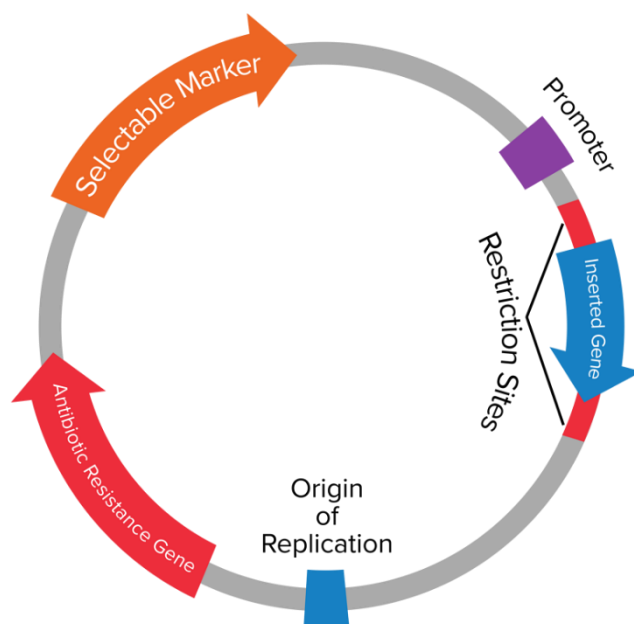 Selectable Marker
Promoter
Restriction Sites
Inserted Gene
Antibiotic Resistance Gene
Origin
of
Replication